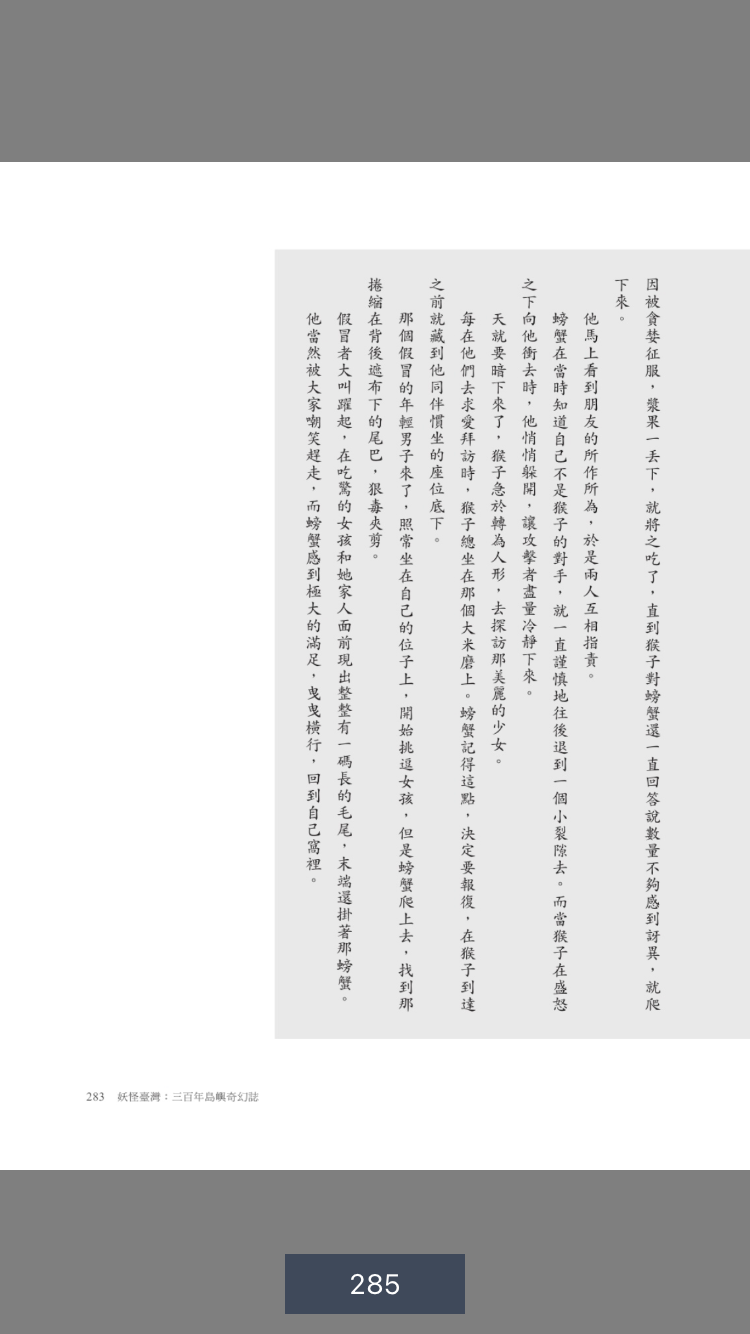 因被貪婪征服，漿果一丟下，就將之吃了，直到猴子對螃蟹還一直回答說數量不夠感到訝異，就爬
下來。
他馬上看到朋友的所作所為，於是兩人互相指責。
螃蟹在當時知道自己不是猴子的對手，就一直謹慎地往後退到一個小裂隙去。而當猴子在盛怒
之下向他衝去時，他悄悄躲開，讓攻擊者盡量冷靜下來。
天就要暗下來了，猴子急於轉為人形，去探訪那美麗的少女。
每在他們去求愛拜訪時，猴子總坐在那個大米磨上。螃蟹記得這點，決定要報復，在猴子到達
之前就藏到他同伴慣坐的座位底下。
那個假冒的年輕男子來了，照常坐在自己的位子上，開始挑逗女孩，但是螃蟹爬上去，找到那
捲縮在背後遮布下的尾巴，狠毒夾剪。
假冒者大叫躍起，在吃驚的女孩和她家人面前現出整整有一碼長的毛尾，末端還掛著那螃蟹。
他當然被大家嘲笑趕走，而螃蟹感到極大的滿足，曳曳橫行，回到自己窩裡。
283 妖怪臺灣：三百年島嶼奇幻誌
285